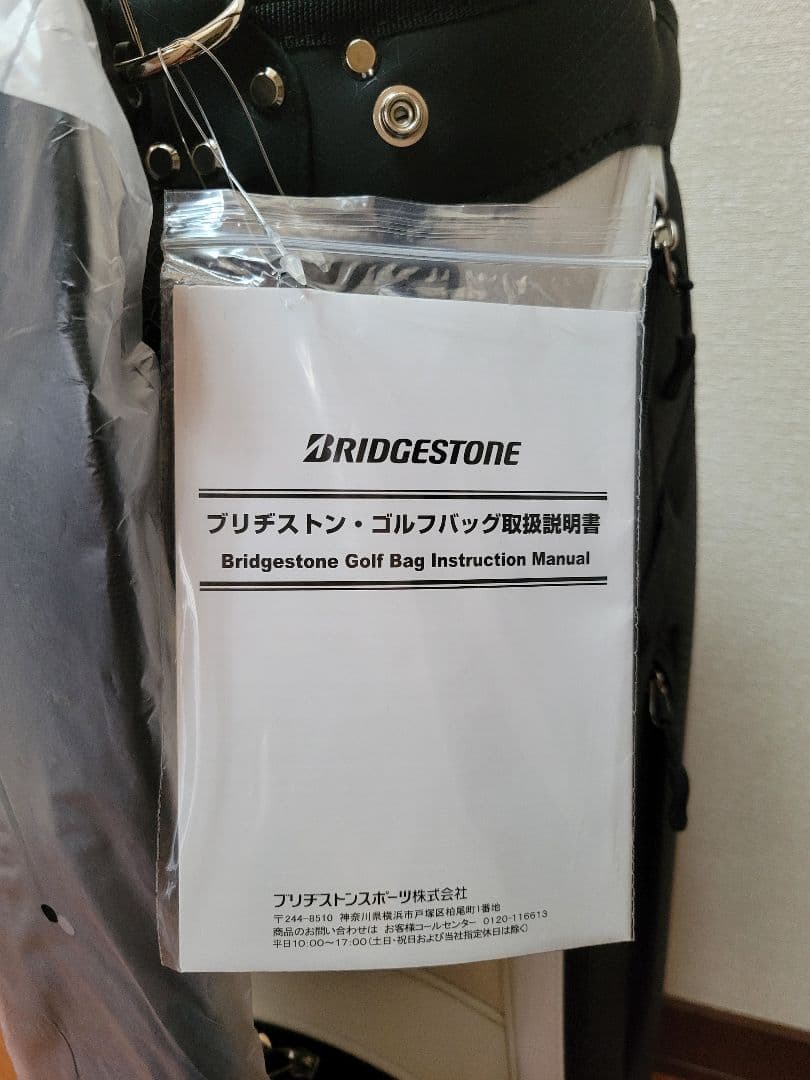 BRIDGESTONE
ブリヂストン・ゴルフバッグ取扱説明書
Bridgestone Golf Bag Instruction Manual
ブリヂストンスポーツ株式会社
〒244-8510 神奈川県横浜市戸塚区柏尾町1番地
商品のお問い合わせは お客様コールセンター 0120-116613
平日10:00~17:00(土日・祝日および当社指定休日は除く)